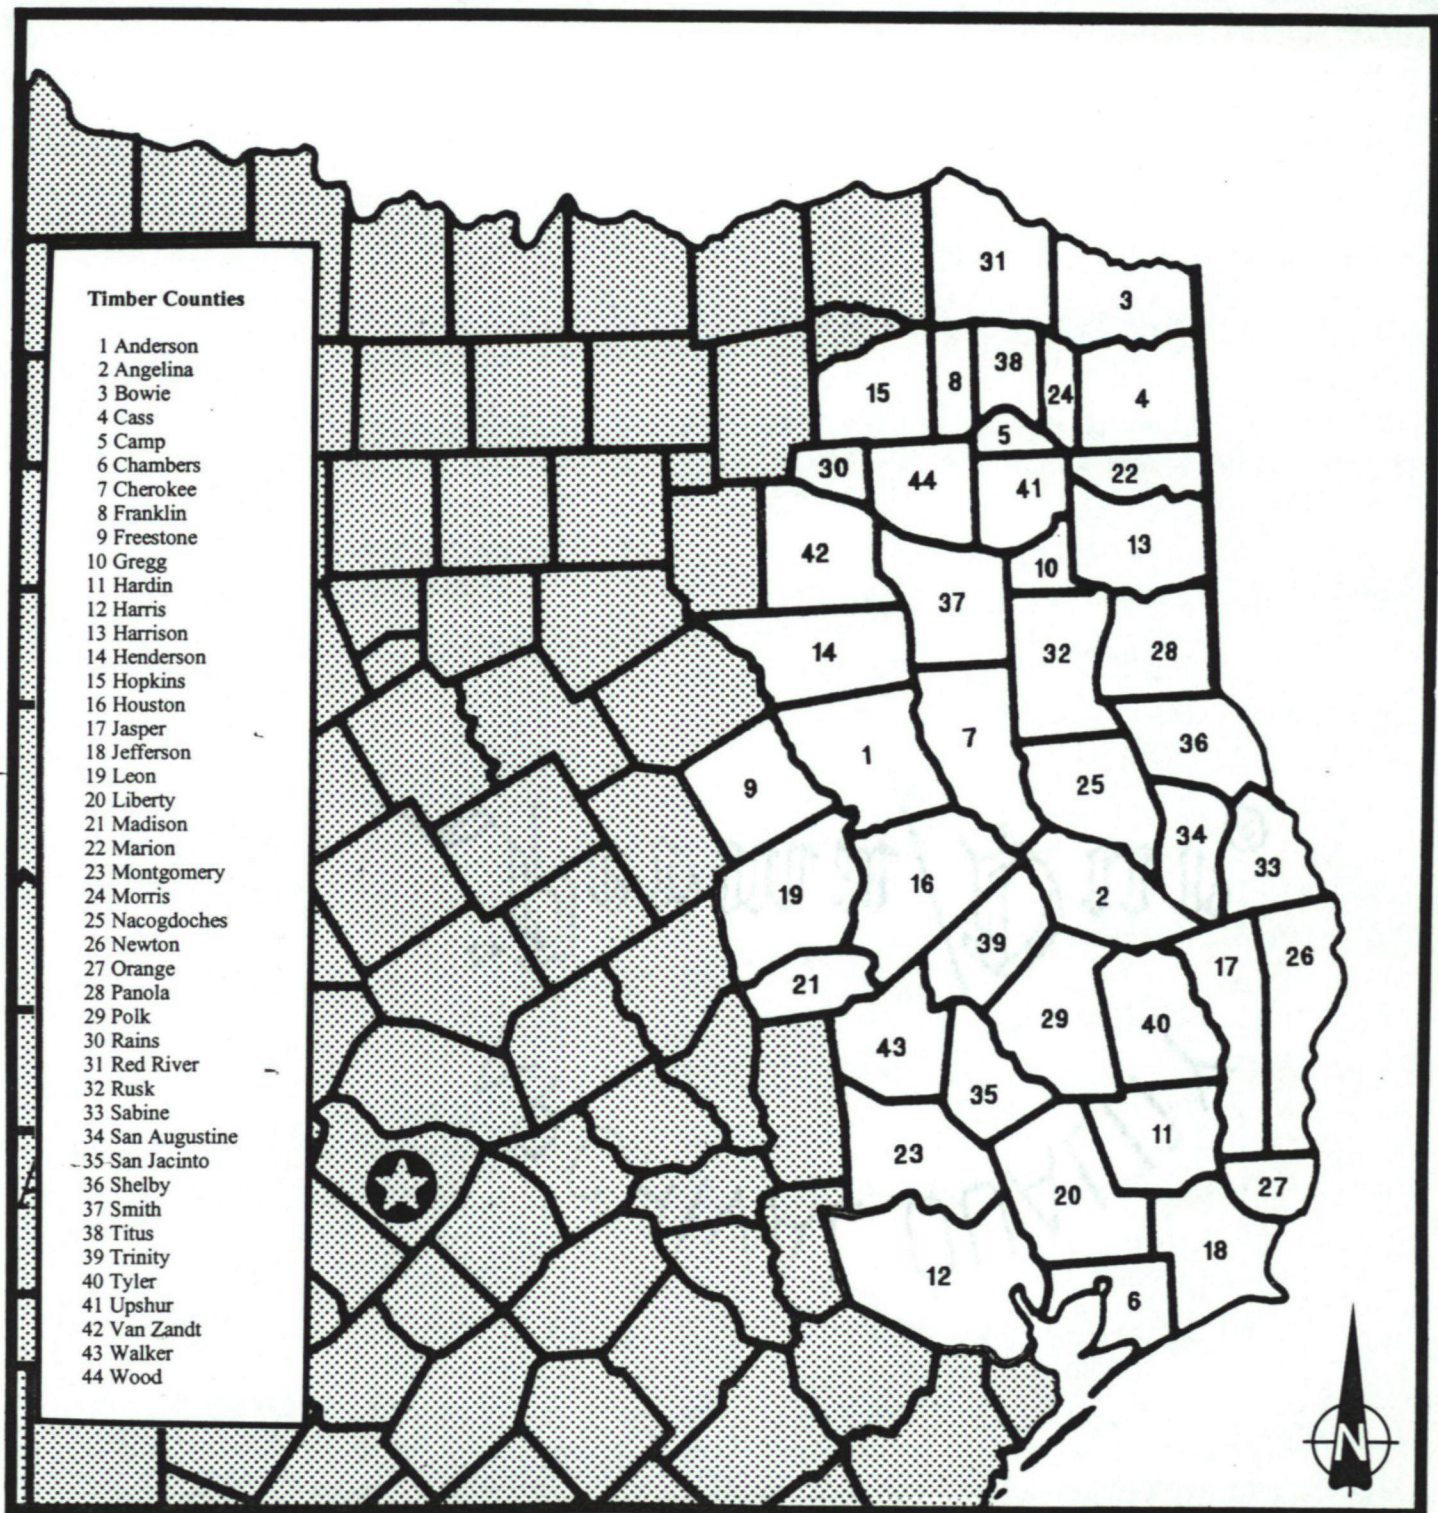 Timber Counties
1 Anderson
2 Angelina
3 Bowie
4 Cass
5 Camp
6 Chambers
7 Cherokee
8 Franklin
9 Freestone
10 Gregg
11 Hardin
12 Harris
13 Harrison
14 Henderson
15 Hopkins
16 Houston
17 Jasper
18 Jefferson
19 Leon
20 Liberty
21 Madison
22 Marion
23 Montgomery
24 Morris
25 Nacogdoches
26 Newton
27 Orange
28 Panola
29 Polk
30 Rains
31 Red River
32 Rusk
33 Sabine
34 San Augustine
35 San Jacinto
36 Shelby
37 Smith
38 Titus
39 Trinity
40 Tyler
41 Upshur
42 Van Zandt
43 Walker
44 Wood
31
3
15
8
38
24
4
5
30
44
41
22
42
10
13
37
14
32
28
1
7
36
9
25
34
33
19
16
2
39
17
26
21
29
40
43
35
11
23
20
27
12
6
18
N